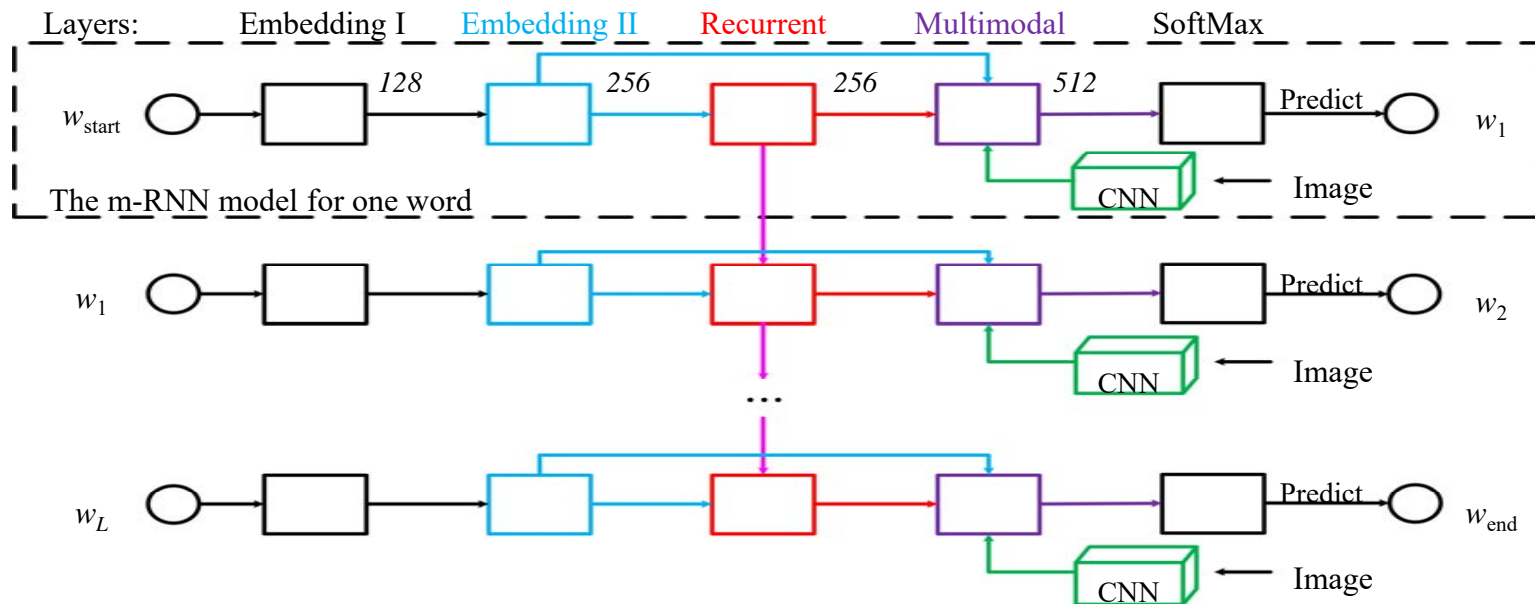 Layers: Embedding I Embedding II Recurrent Multimodal SoftMax
128 256 256 512
w_start Predict w_1
CNN Image
The m-RNN model for one word
w_1 Predict w_2
CNN Image
...
w_L Predict w_end
CNN Image